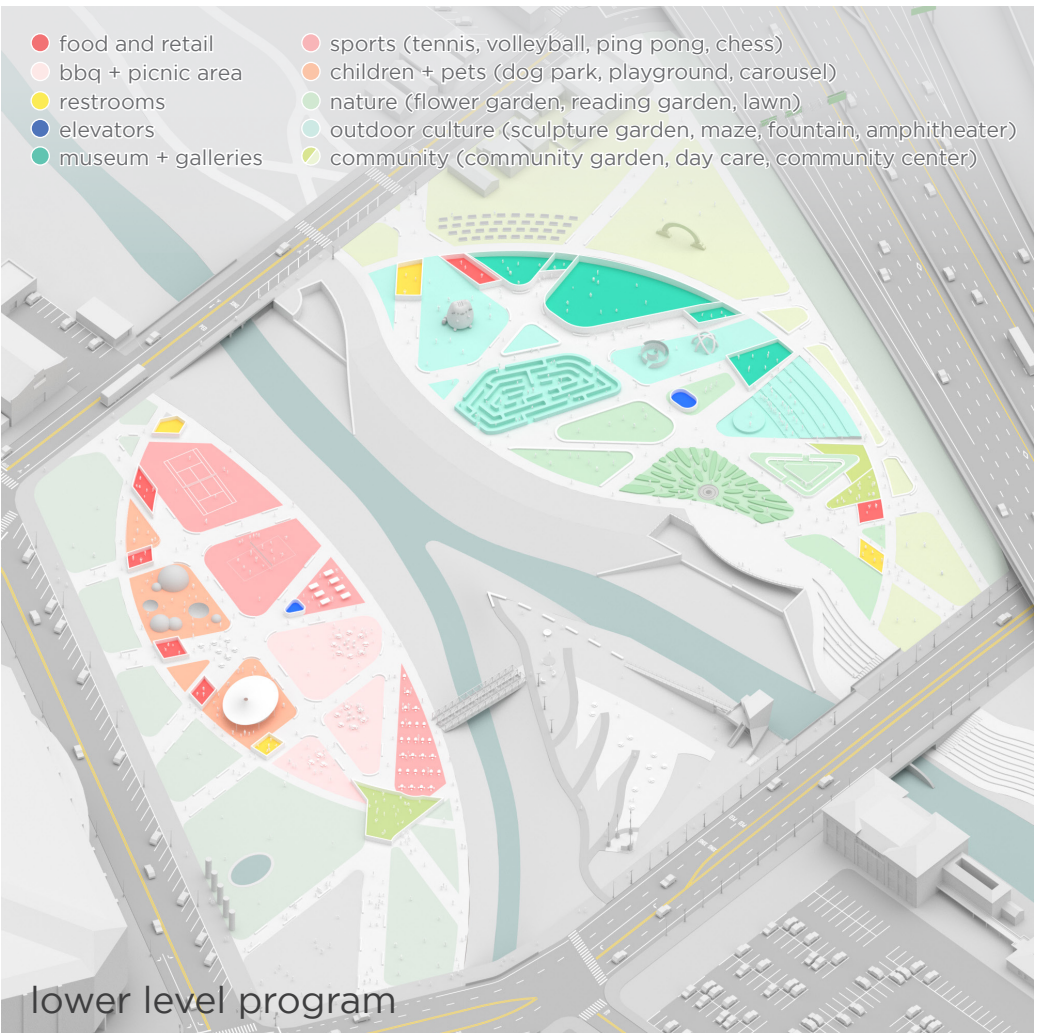 food and retail
bbq + picnic area
restrooms
elevators
museum + galleries
sports (tennis, volleyball, ping pong, chess)
children + pets (dog park, playground, carousel)
nature (flower garden, reading garden, lawn)
outdoor culture (sculpture garden, maze, fountain, amphitheater)
community (community garden, day care, community center)
lower level program